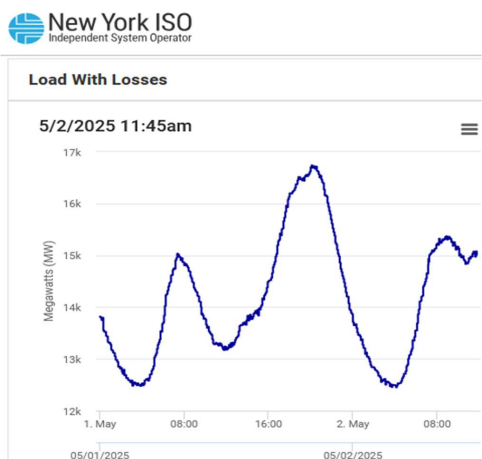 New York ISO
Independent System Operator
Load With Losses
5/2/2025 11:45am
17k
16k
15k
14k
13k
12k
Megawatts (MW)
1. May
08:00
16:00
2. May
08:00
05/01/2025
05/02/2025